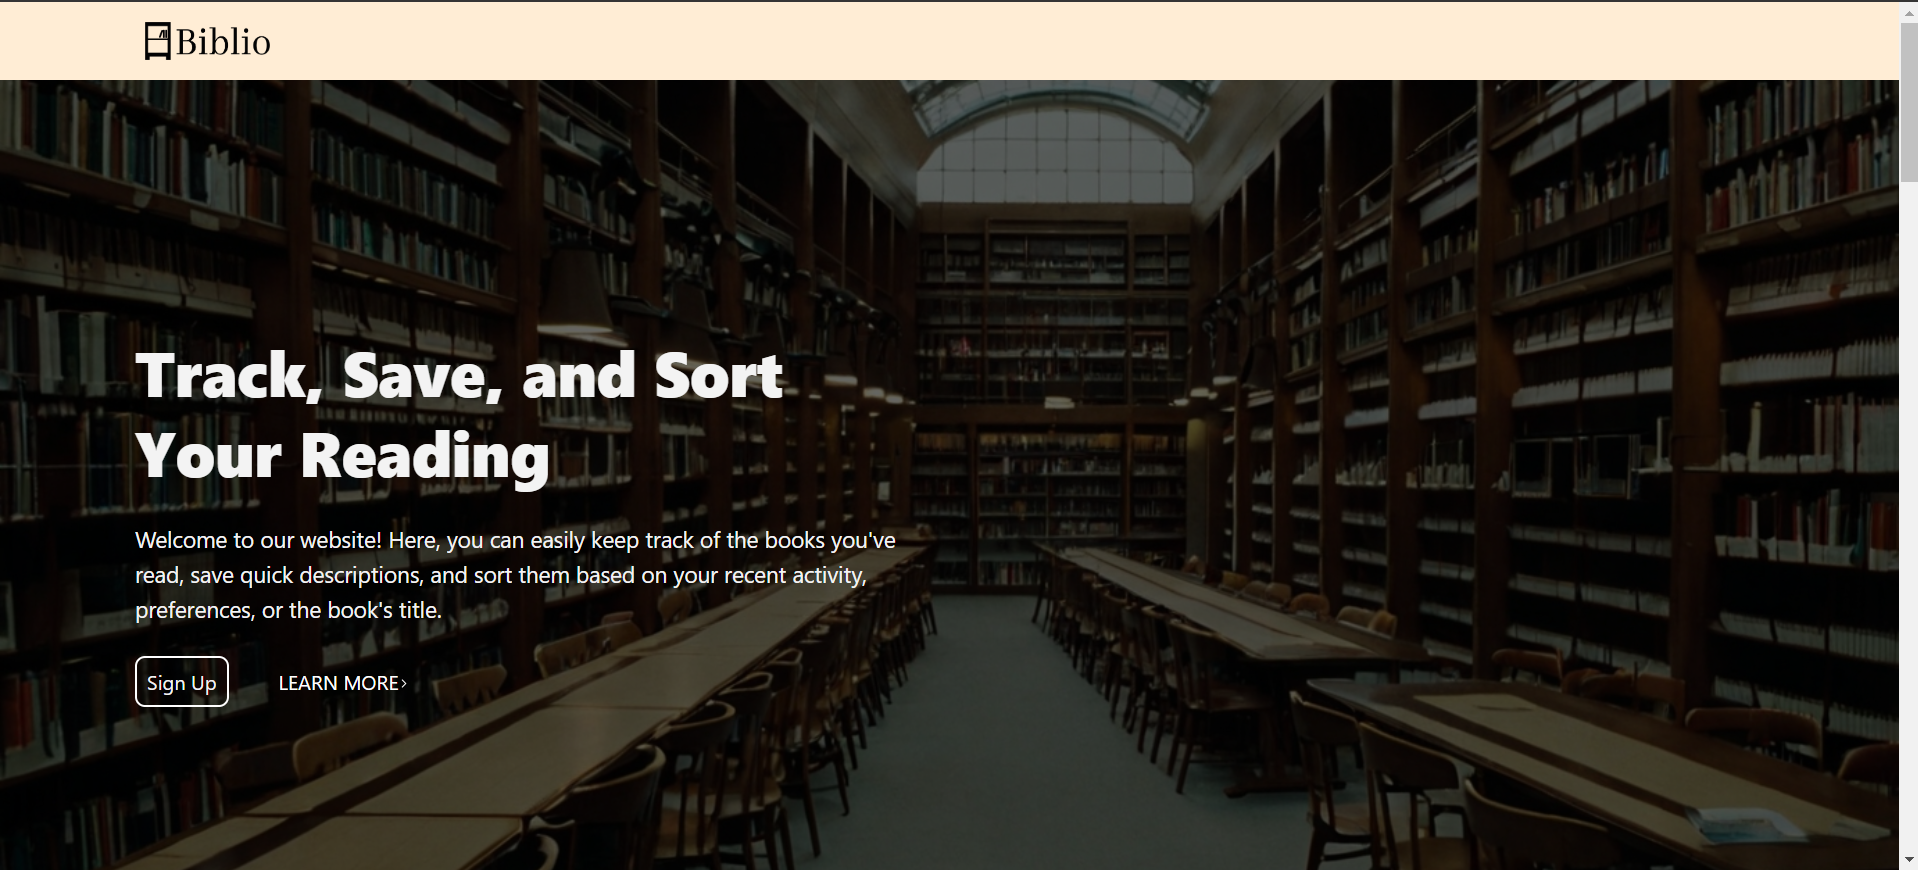 Biblio
Track, Save, and Sort
Your Reading
Welcome to our website! Here, you can easily keep track of the books you've
read, save quick descriptions, and sort them based on your recent activity,
preferences, or the book's title.
Sign Up
LEARN MORE›